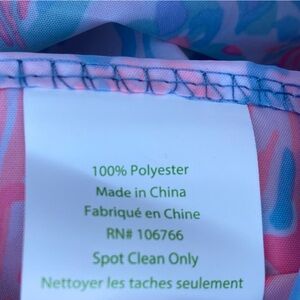 100% Polyester
Made in China
Fabriqué en Chine
RN# 106766
Spot Clean Only
Nettoyer les taches seulement